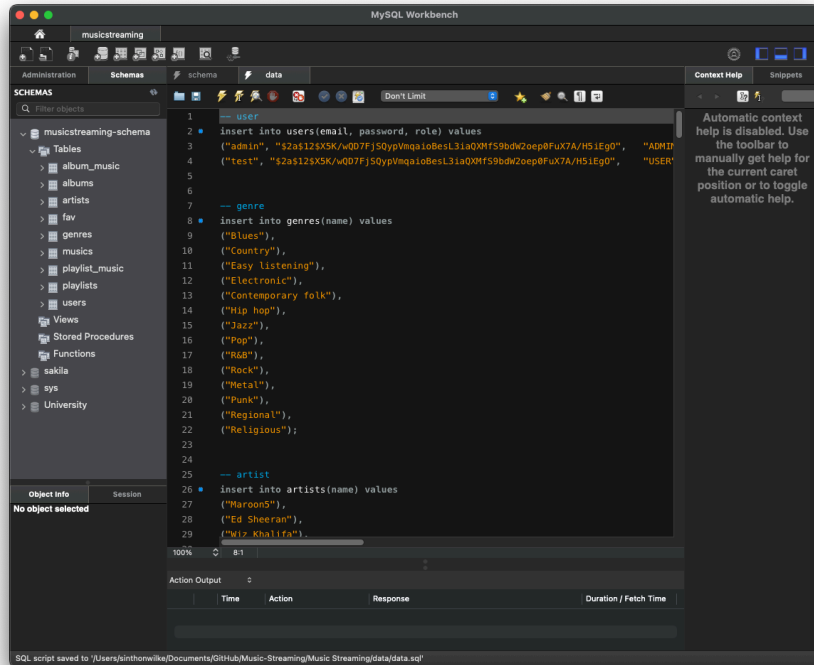 MySQL Workbench
musicstreaming
Administration
Schemas
schema
data
Context Help
Snippets
SCHEMAS
Filter objects
Don't Limit
musicstreaming-schema
Tables
album_music
albums
artists
fav
genres
musics
playlist_music
playlists
users
Views
Stored Procedures
Functions
sakila
sys
University
1 -- user
2 insert into users(email, password, role) values
3 ("admin", "$2a$12$X5K/wQD7FjSQypVmqaioBesL3iaQXMfS9bdW2oep0FuX7A/H5iEgO", "ADMIN
4 ("test", "$2a$12$X5K/wQD7FjSQypVmqaioBesL3iaQXMfS9bdW2oep0FuX7A/H5iEgO", "USER"
5
6
7 -- genre
8 insert into genres(name) values
9 ("Blues"),
10 ("Country"),
11 ("Easy listening"),
12 ("Electronic"),
13 ("Contemporary folk"),
14 ("Hip hop"),
15 ("Jazz"),
16 ("Pop"),
17 ("R&B"),
18 ("Rock"),
19 ("Metal"),
20 ("Punk"),
21 ("Regional"),
22 ("Religious");
23
24
25 -- artist
26 insert into artists(name) values
27 ("Maroon5"),
28 ("Ed Sheeran"),
29 ("Wiz Khalifa"),
Automatic context
help is disabled. Use
the toolbar to
manually get help for
the current caret
position or to toggle
automatic help.
Object Info
Session
No object selected
100%
8:1
Action Output
Time
Action
Response
Duration / Fetch Time
SQL script saved to '/Users/sinthonwilke/Documents/GitHub/Music-Streaming/Music Streaming/data/data.sql'